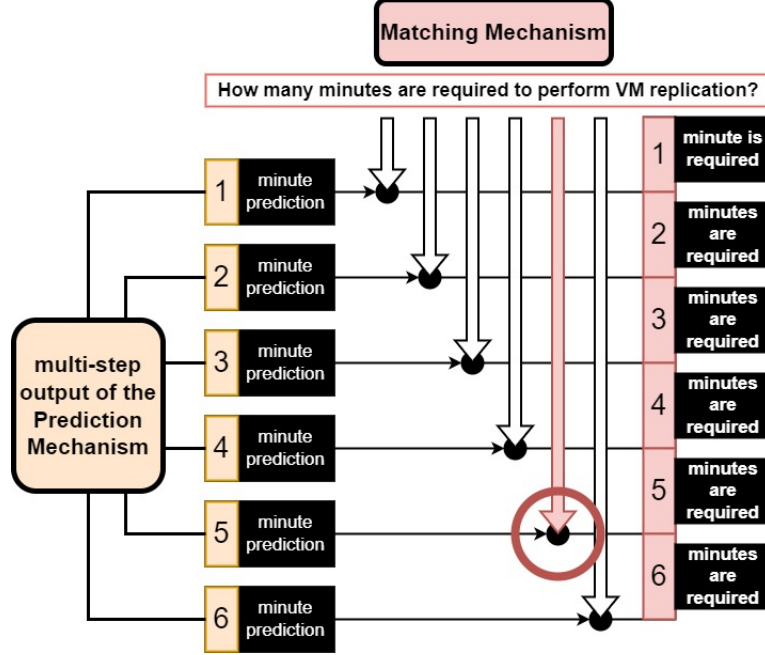 Matching Mechanism
How many minutes are required to perform VM replication?
1
minute
prediction
2
minute
prediction
3
minute
prediction
4
minute
prediction
5
minute
prediction
6
minute
prediction
multi-step
output of the
Prediction
Mechanism
1
minute is
required
2
minutes
are
required
3
minutes
are
required
4
minutes
are
required
5
minutes
are
required
6
minutes
are
required